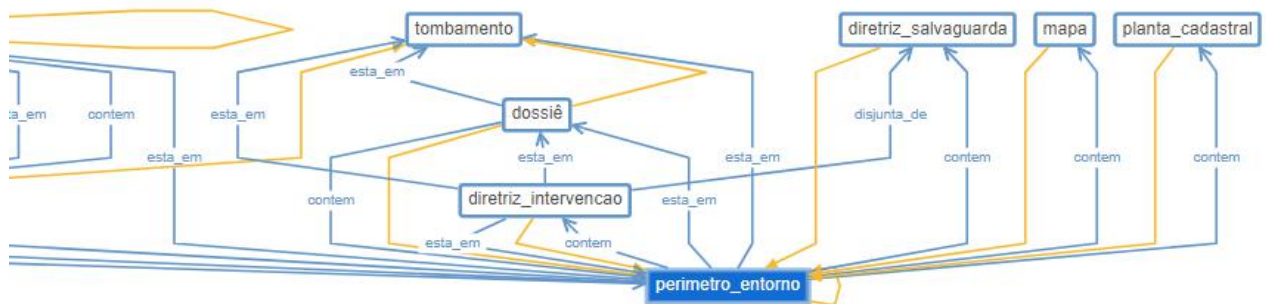 tombamento
diretriz_salvaguarda
mapa
planta_cadastral
esta_em
ta_em
contem
esta_em
dossiê
disjunta_de
esta_em
esta_em
esta_em
contem
contem
contem
contem
diretriz_intervencao
esta_em
esta_em
contem
perimetro_entorno